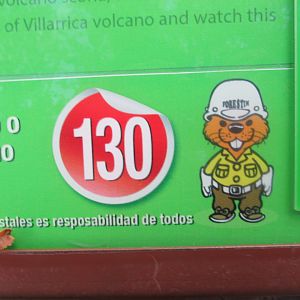 of Villarrica volcano and watch this
O
130
FORESTIN
stales es resposabilidad de todos